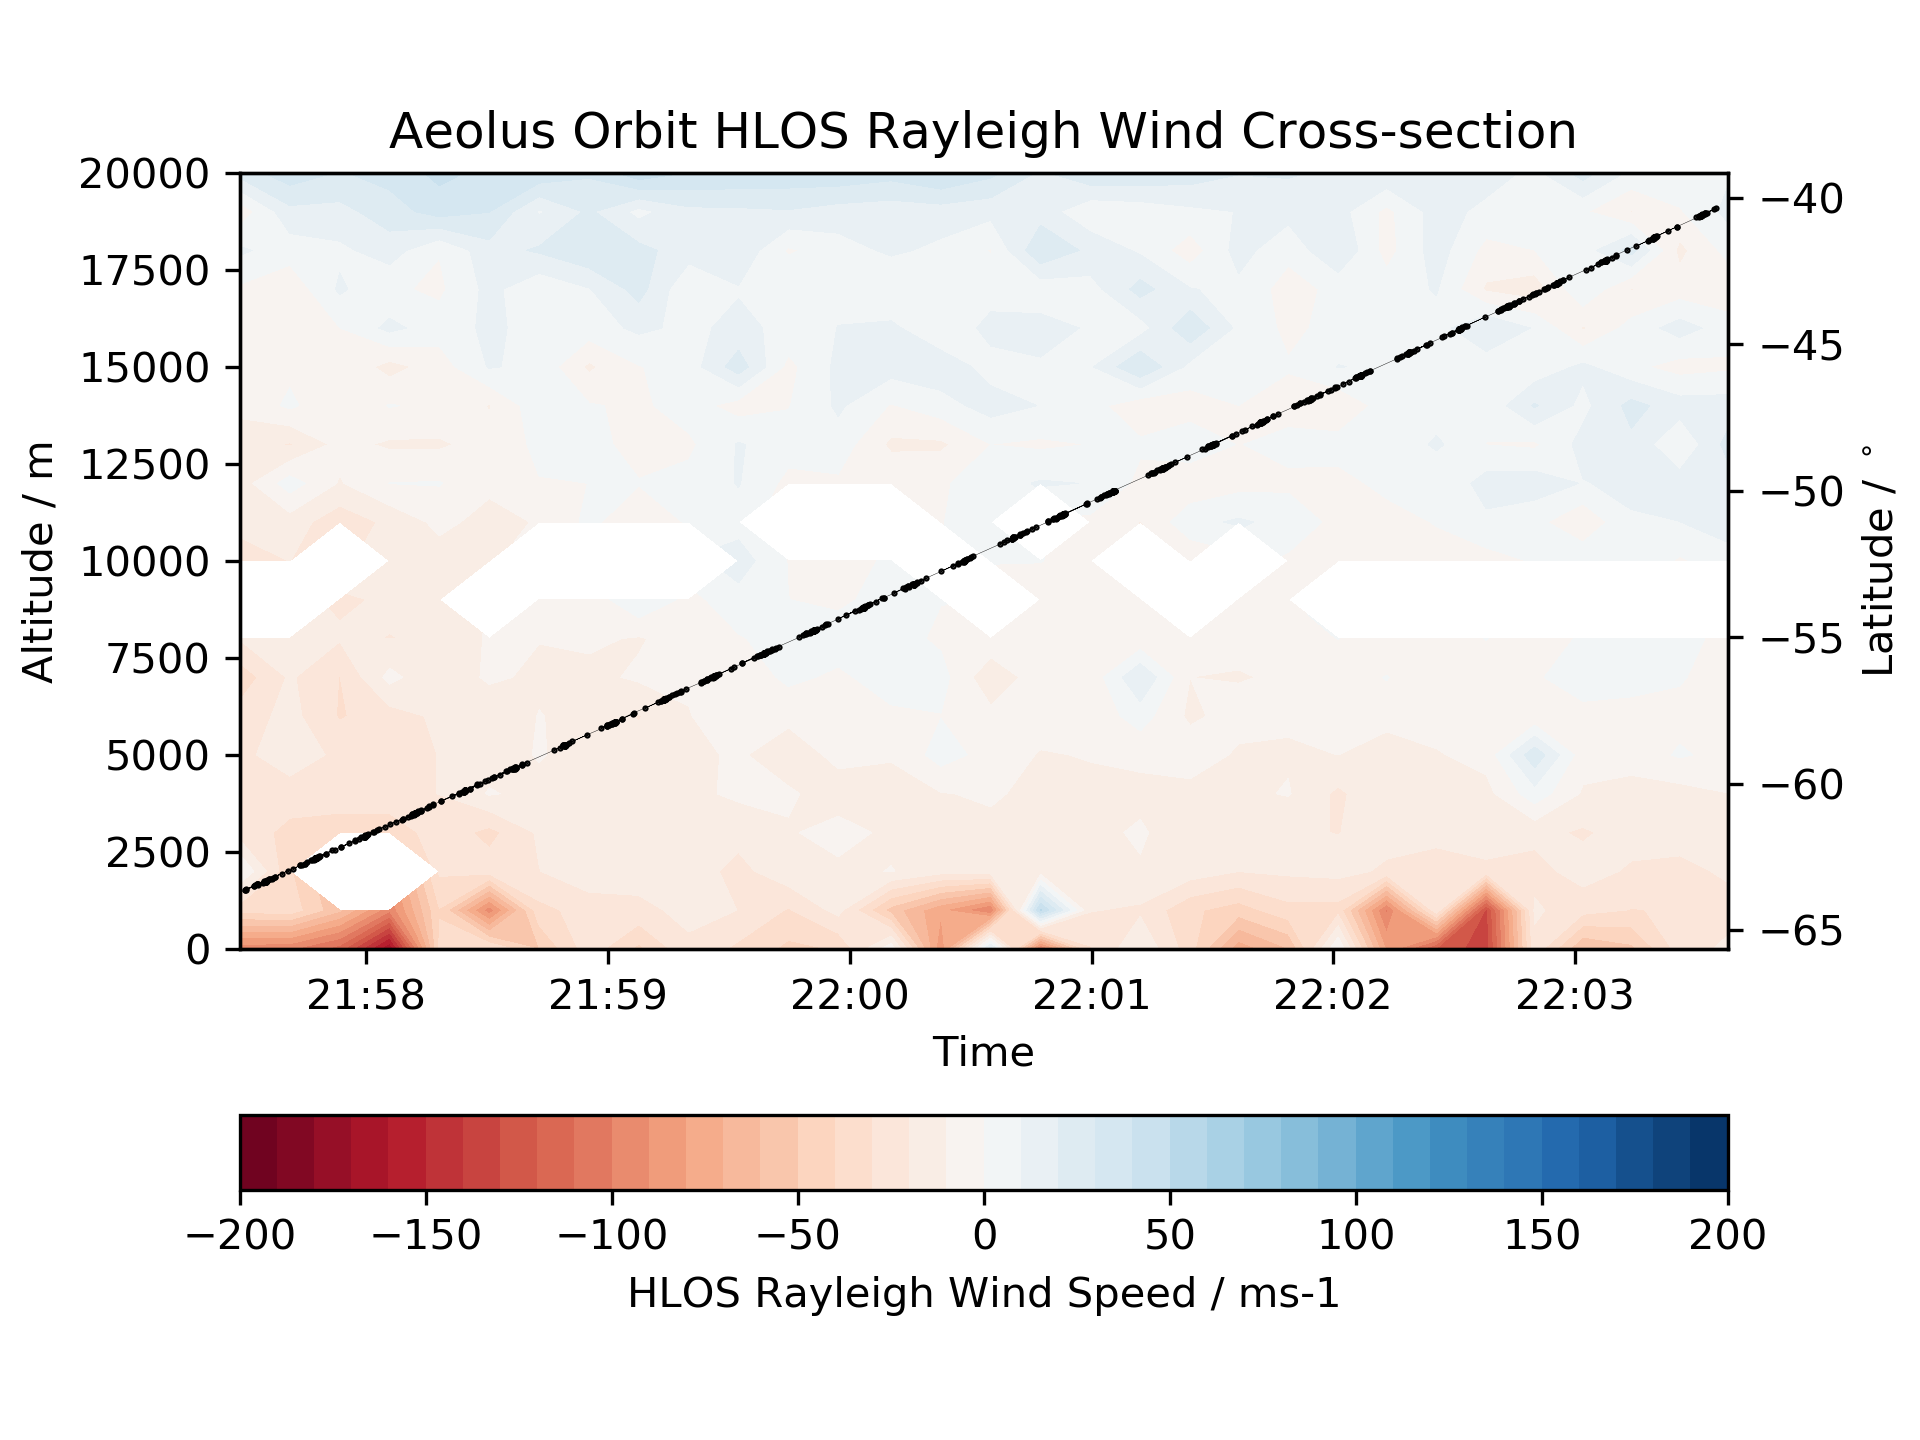 Aeolus Orbit HLOS Rayleigh Wind Cross-section
20000
17500
15000
12500
10000
7500
5000
2500
0
Altitude / m
−40
−45
−50
−55
−60
−65
Latitude / °
21:58 21:59 22:00 22:01 22:02 22:03
Time
−200 −150 −100 −50 0 50 100 150 200
HLOS Rayleigh Wind Speed / ms-1